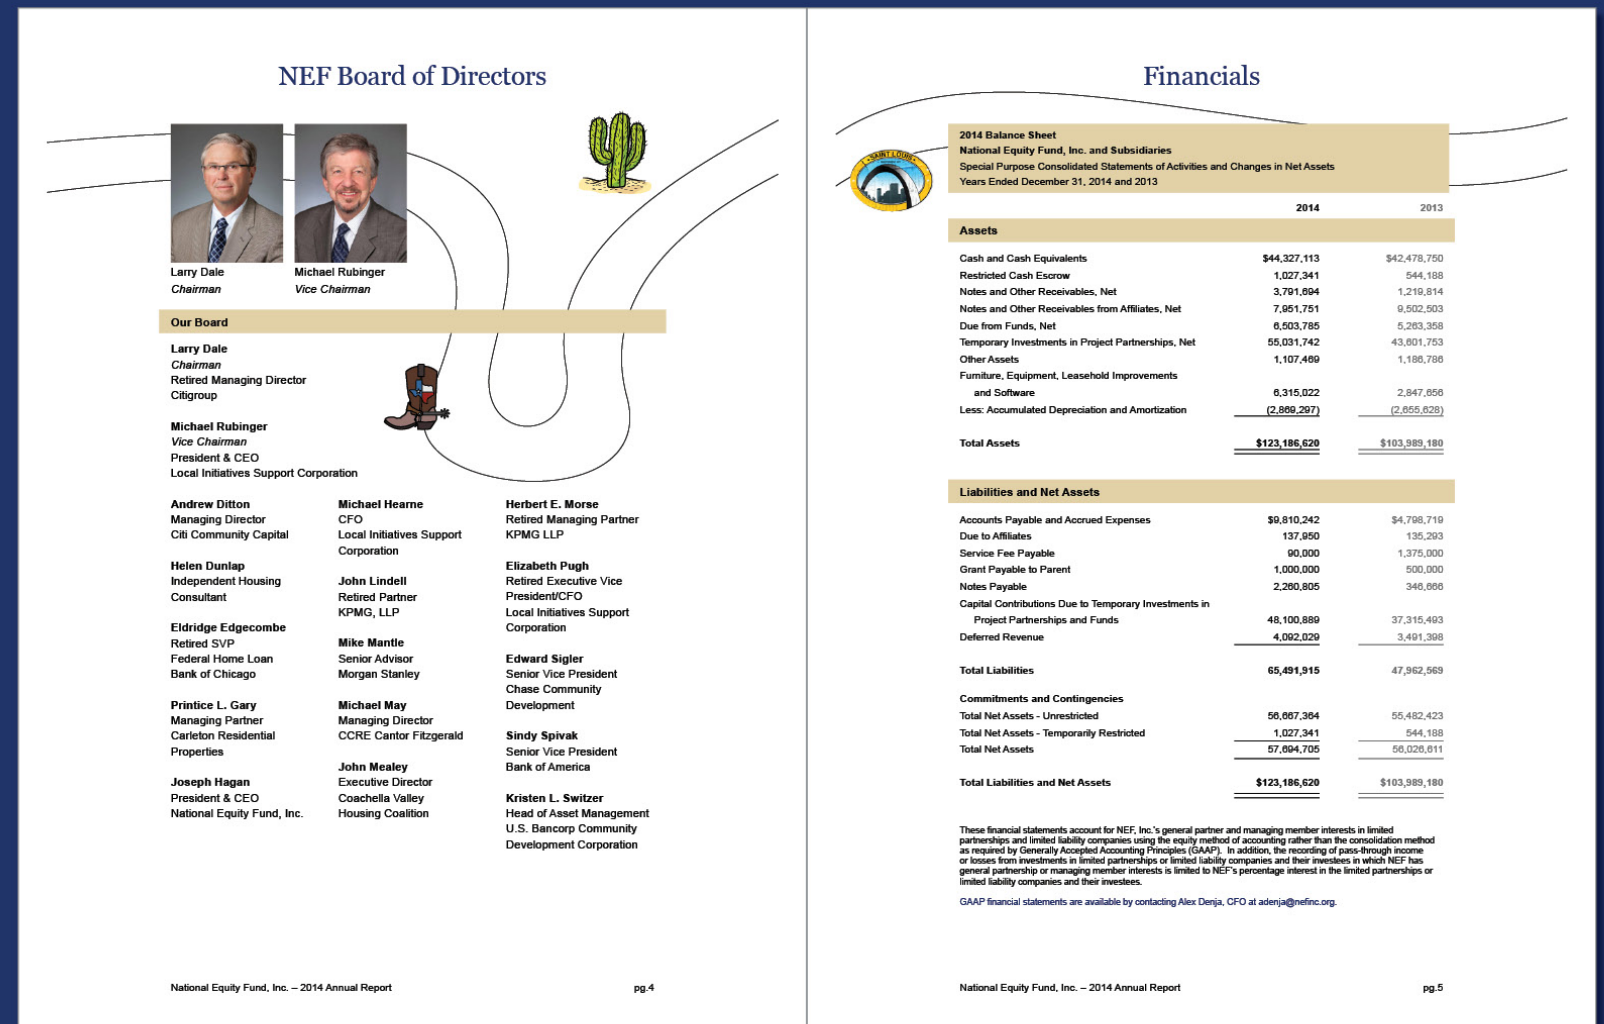 NEF Board of Directors
Larry Dale
Chairman
Michael Rubinger
Vice Chairman
Our Board
Larry Dale
Chairman
Retired Managing Director
Citigroup
Michael Rubinger
Vice Chairman
President & CEO
Local Initiatives Support Corporation
Andrew Ditton
Managing Director
Citi Community Capital
Helen Dunlap
Independent Housing
Consultant
Eldridge Edgecombe
Retired SVP
Federal Home Loan
Bank of Chicago
Printice L. Gary
Managing Partner
Carleton Residential
Properties
Joseph Hagan
President & CEO
National Equity Fund, Inc.
Michael Hearne
CFO
Local Initiatives Support
Corporation
John Lindell
Retired Partner
KPMG, LLP
Mike Mantle
Senior Advisor
Morgan Stanley
Michael May
Managing Director
CCRE Cantor Fitzgerald
John Mealey
Executive Director
Coachella Valley
Housing Coalition
Herbert E. Morse
Retired Managing Partner
KPMG LLP
Elizabeth Pugh
Retired Executive Vice
President/CFO
Local Initiatives Support
Corporation
Edward Sigler
Senior Vice President
Chase Community
Development
Sindy Spivak
Senior Vice President
Bank of America
Kristen L. Switzer
Head of Asset Management
U.S. Bancorp Community
Development Corporation
National Equity Fund, Inc. – 2014 Annual Report pg.4
Financials
SAINT LOUIS
2014 Balance Sheet
National Equity Fund, Inc. and Subsidiaries
Special Purpose Consolidated Statements of Activities and Changes in Net Assets
Years Ended December 31, 2014 and 2013
2014 2013
Assets
Cash and Cash Equivalents $44,327,113 $42,478,750
Restricted Cash Escrow 1,027,341 544,188
Notes and Other Receivables, Net 3,791,694 1,219,814
Notes and Other Receivables from Affiliates, Net 7,951,751 9,502,503
Due from Funds, Net 6,503,785 5,263,358
Temporary Investments in Project Partnerships, Net 55,031,742 43,601,753
Other Assets 1,107,469 1,186,786
Furniture, Equipment, Leasehold Improvements
and Software 6,315,022 2,847,656
Less: Accumulated Depreciation and Amortization (2,869,297) (2,655,628)
Total Assets $123,186,620 $103,989,180
Liabilities and Net Assets
Accounts Payable and Accrued Expenses $9,810,242 $4,798,719
Due to Affiliates 137,950 135,293
Service Fee Payable 90,000 1,375,000
Grant Payable to Parent 1,000,000 500,000
Notes Payable 2,260,805 346,666
Capital Contributions Due to Temporary Investments in
Project Partnerships and Funds 48,100,889 37,315,493
Deferred Revenue 4,092,029 3,491,398
Total Liabilities 65,491,915 47,962,569
Commitments and Contingencies
Total Net Assets - Unrestricted 56,667,364 55,482,423
Total Net Assets - Temporarily Restricted 1,027,341 544,188
Total Net Assets 57,694,705 56,026,611
Total Liabilities and Net Assets $123,186,620 $103,989,180
These financial statements account for NEF, Inc.'s general partner and managing member interests in limited
partnerships and limited liability companies using the equity method of accounting rather than the consolidation method
as required by Generally Accepted Accounting Principles (GAAP). In addition, the recording of pass-through income
or losses from investments in limited partnerships or limited liability companies and their investees in which NEF has
general partnership or managing member interests is limited to NEF's percentage interest in the limited partnerships or
limited liability companies and their investees.
GAAP financial statements are available by contacting Alex Denja, CFO at adenja@nefinc.org.
National Equity Fund, Inc. – 2014 Annual Report pg.5